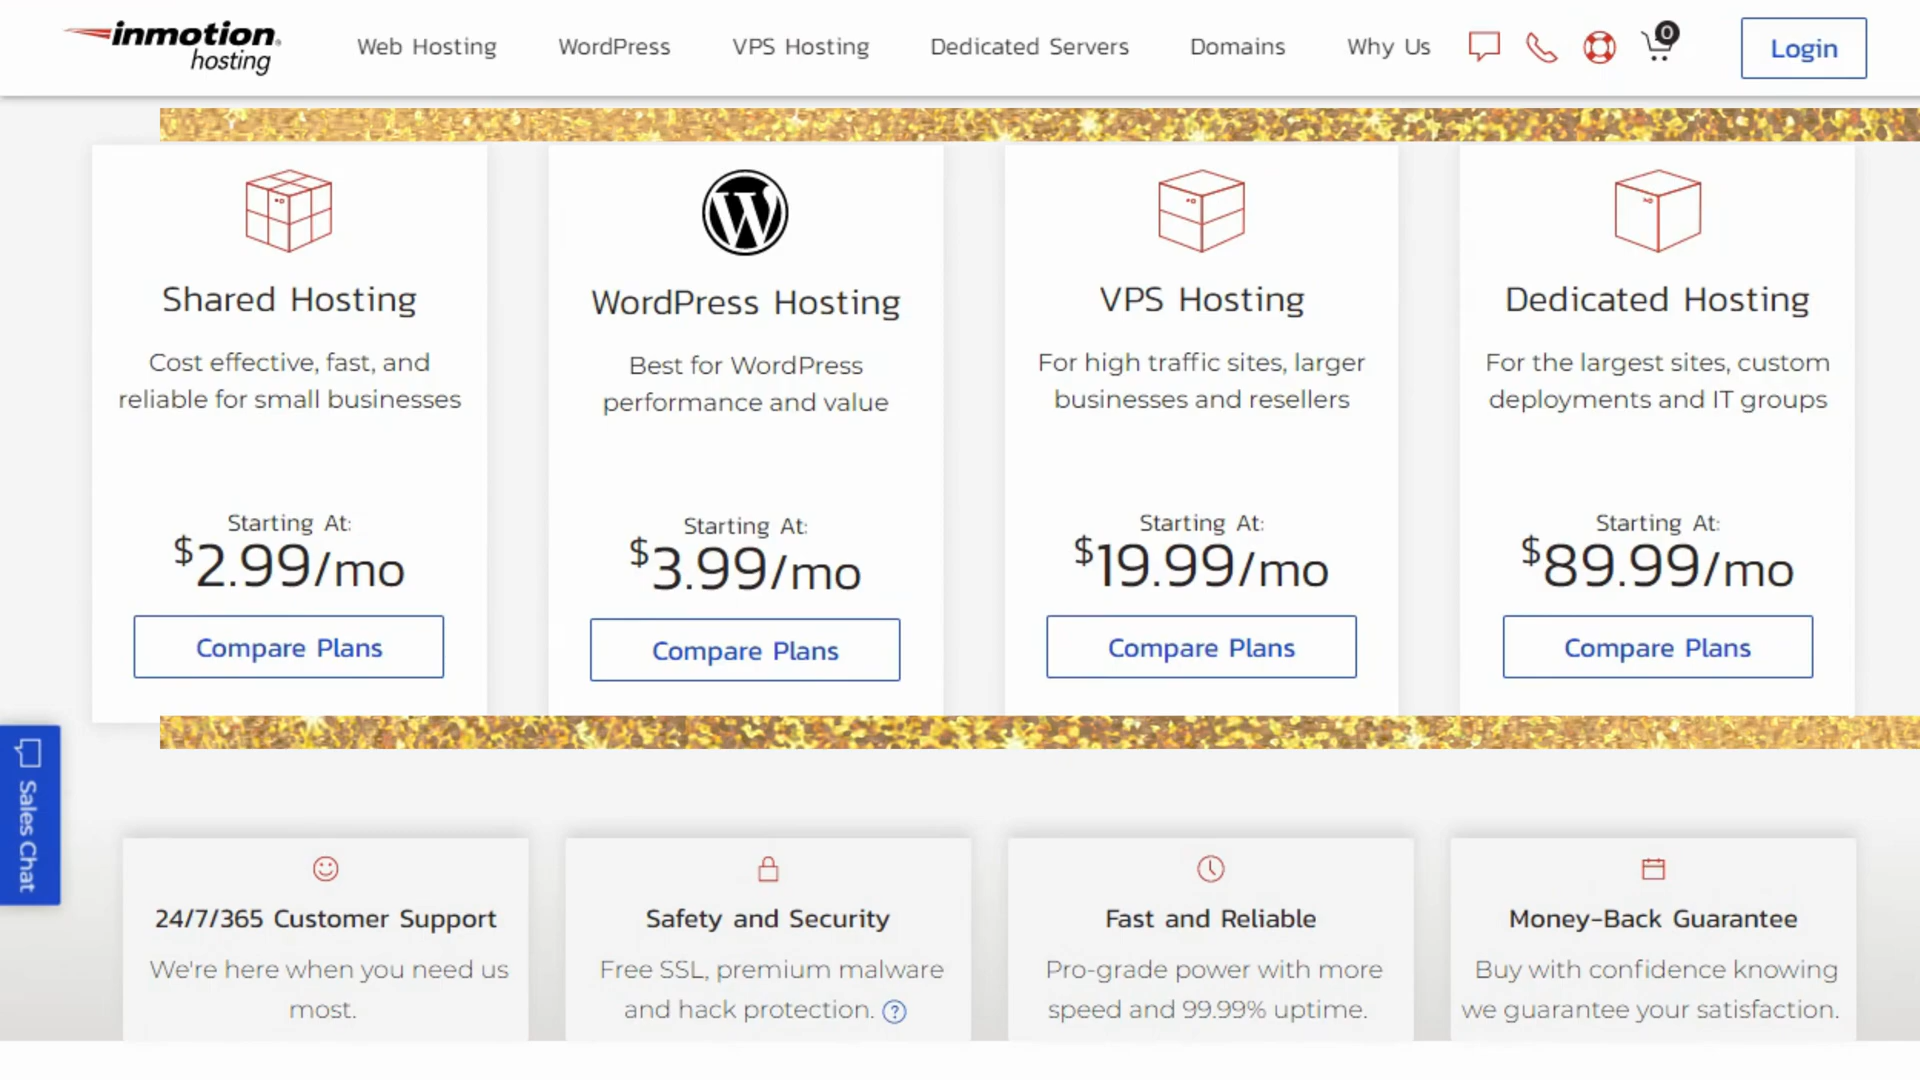 inmotion
hosting
Web Hosting WordPress VPS Hosting Dedicated Servers Domains Why Us 0 Login
Shared Hosting
Cost effective, fast, and
reliable for small businesses
Starting At:
$2.99/mo
Compare Plans
WordPress Hosting
Best for WordPress
performance and value
Starting At:
$3.99/mo
Compare Plans
VPS Hosting
For high traffic sites, larger
businesses and resellers
Starting At:
$19.99/mo
Compare Plans
Dedicated Hosting
For the largest sites, custom
deployments and IT groups
Starting At:
$89.99/mo
Compare Plans
Sales Chat
24/7/365 Customer Support
We're here when you need us
most.
Safety and Security
Free SSL, premium malware
and hack protection. ?
Fast and Reliable
Pro-grade power with more
speed and 99.99% uptime.
Money-Back Guarantee
Buy with confidence knowing
we guarantee your satisfaction.